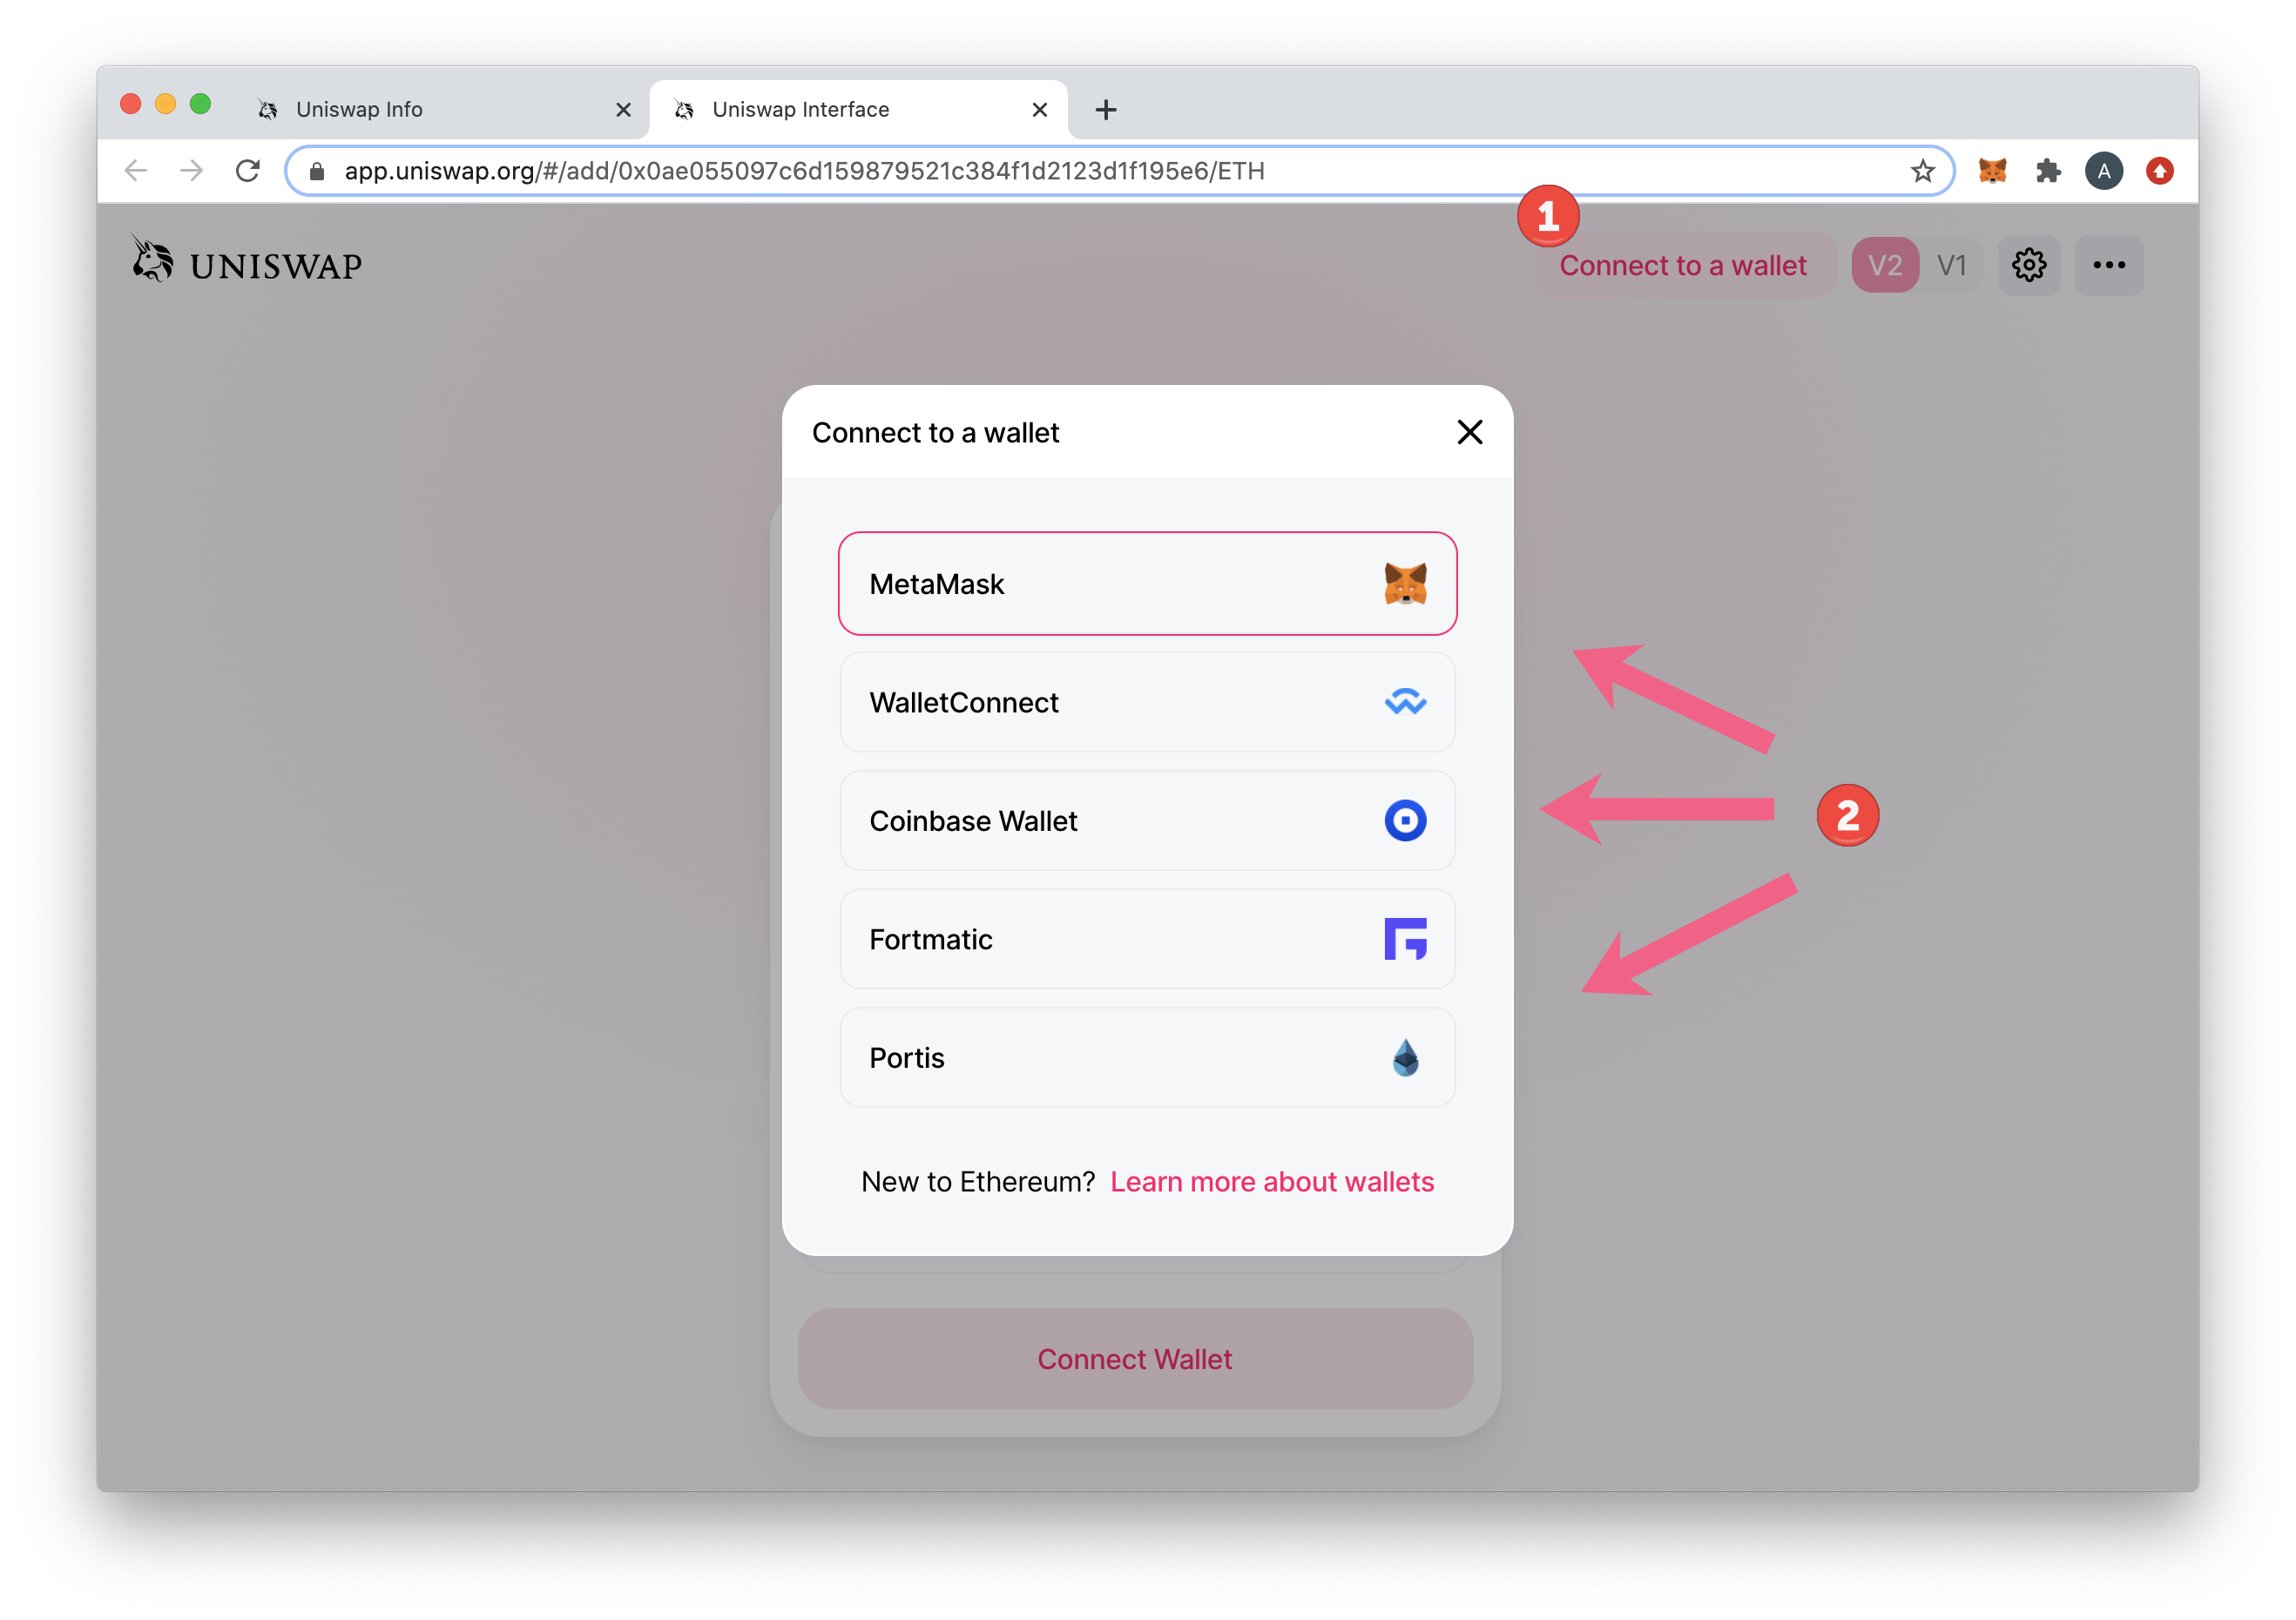 Uniswap Info
Uniswap Interface
app.uniswap.org/#/add/0x0ae055097c6d159879521c384f1d2123d1f195e6/ETH
A
1
UNISWAP
Connect to a wallet
V2
V1
Connect to a wallet
MetaMask
WalletConnect
Coinbase Wallet
2
Fortmatic
Portis
New to Ethereum? Learn more about wallets
Connect Wallet